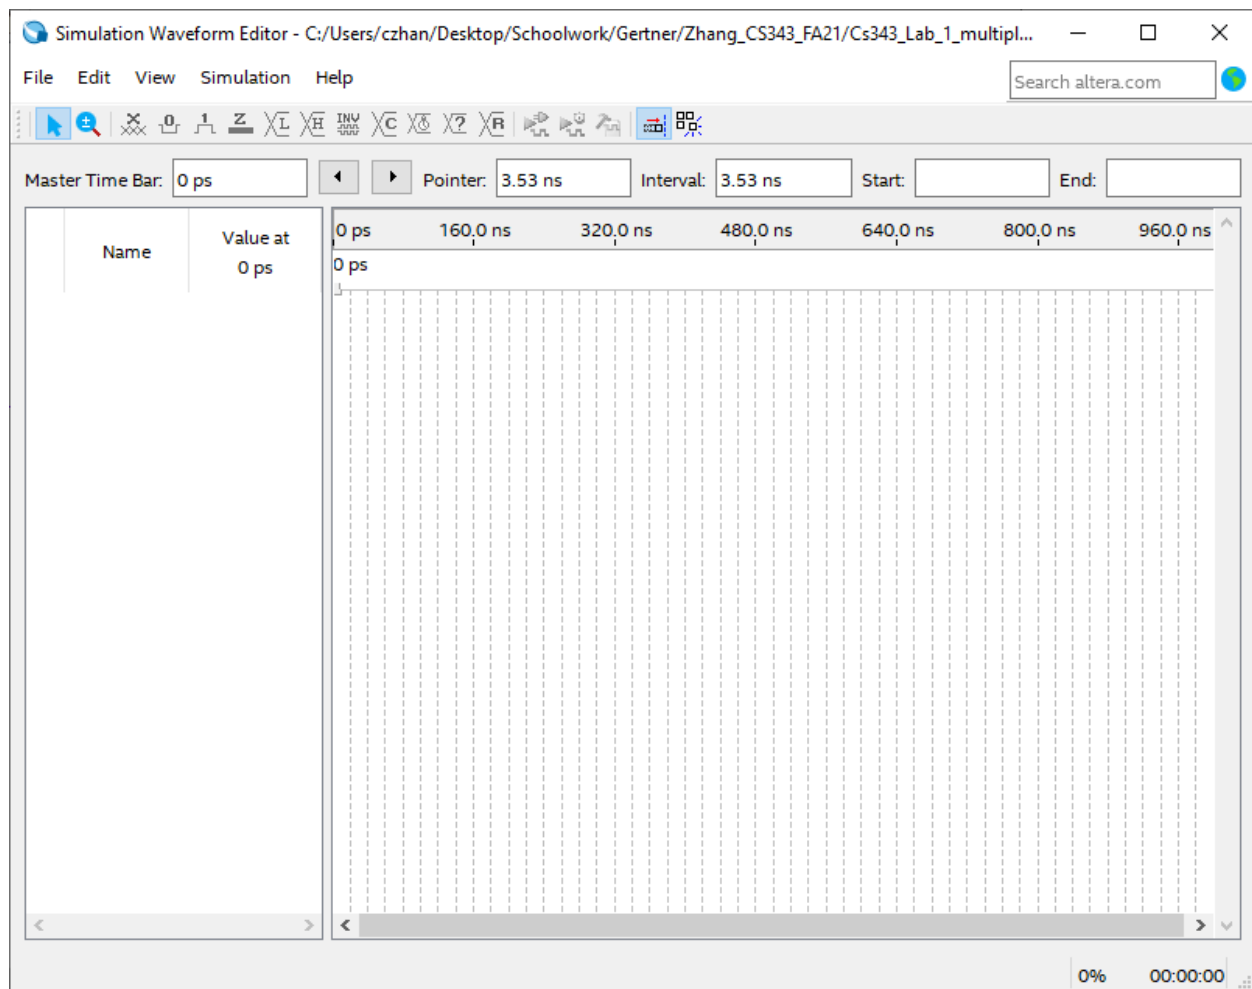 Simulation Waveform Editor - C:/Users/czhan/Desktop/Schoolwork/Gertner/Zhang_CS343_FA21/Cs343_Lab_1_multipl...
File Edit View Simulation Help
Search altera.com
Master Time Bar: 0 ps Pointer: 3.53 ns Interval: 3.53 ns Start: End:
Name
Value at
0 ps
0 ps 160.0 ns 320.0 ns 480.0 ns 640.0 ns 800.0 ns 960.0 ns
0 ps
0% 00:00:00